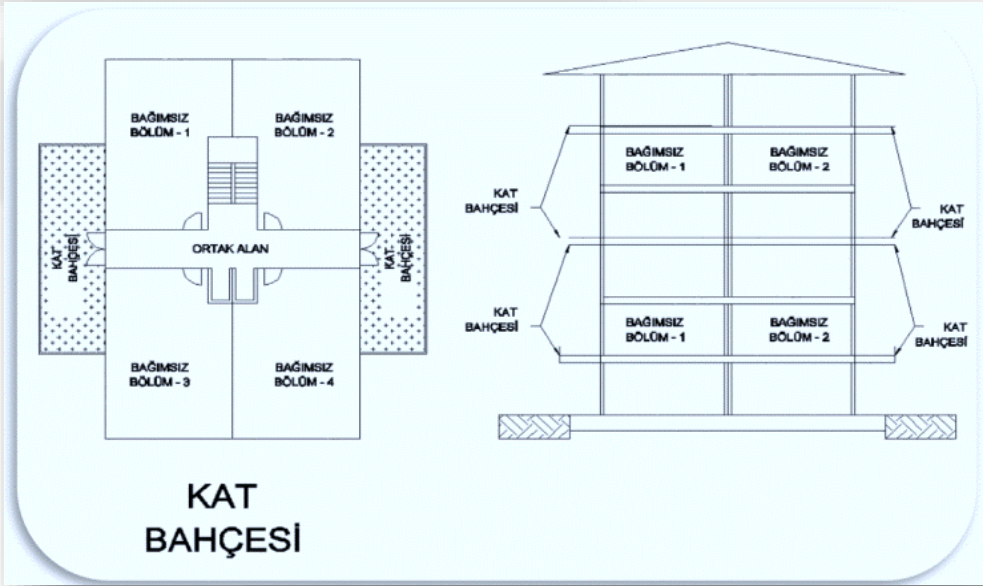 BAĞIMSIZ
BÖLÜM - 1
BAĞIMSIZ
BÖLÜM - 2
KAT
BAHÇESİ
ORTAK ALAN
KAT
BAHÇESİ
BAĞIMSIZ
BÖLÜM - 3
BAĞIMSIZ
BÖLÜM - 4
KAT
BAHÇESİ
BAĞIMSIZ
BÖLÜM - 1
BAĞIMSIZ
BÖLÜM - 2
KAT
BAHÇESİ
KAT
BAHÇESİ
KAT
BAHÇESİ
BAĞIMSIZ
BÖLÜM - 1
BAĞIMSIZ
BÖLÜM - 2
KAT
BAHÇESİ